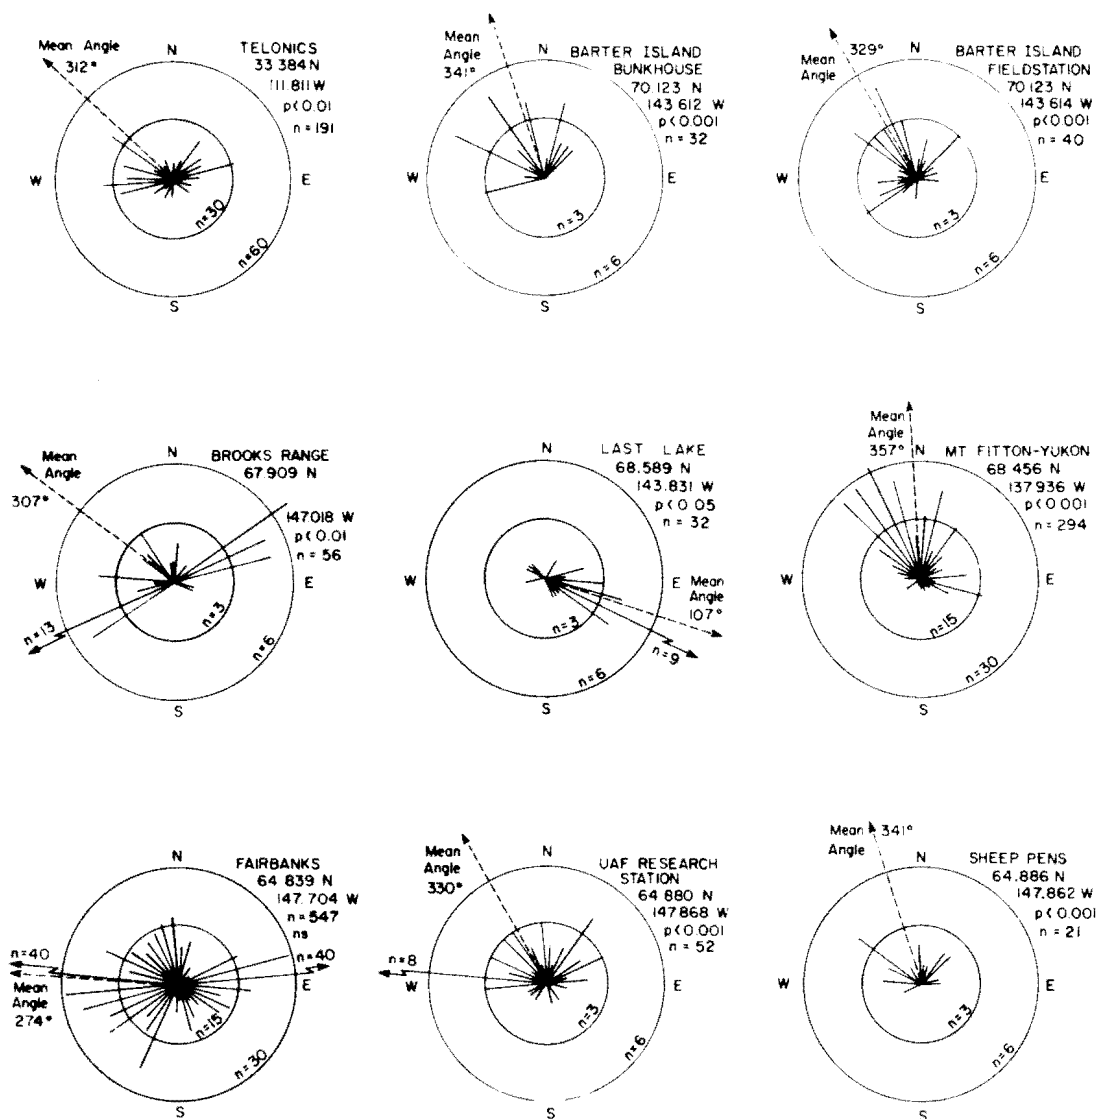 Mean Angle
312°
N
TELONICS
33.384 N
111.811 W
p<0.01
n=191
W
E
n=30
n=60
S
Mean
Angle
341°
N
BARTER ISLAND
BUNKHOUSE
70.123 N
143.612 W
p<0.001
n=32
W
n=3
n=6
S
329°
Mean
Angle
N
BARTER ISLAND
FIELDSTATION
70.123 N
143.614 W
p<0.001
n=40
W
E
n=3
n=6
S
Mean
Angle
307°
N
BROOKS RANGE
67.909 N
147.018 W
p<0.01
n=56
W
E
n=13
n=3
n=6
S
N
LAST LAKE
68.589 N
143.831 W
p<0.05
n=32
W
E
Mean
Angle
107°
n=3
n=9
n=6
S
Mean
Angle
357°
N
MT FITTON-YUKON
68.456 N
137.936 W
p<0.001
n=294
W
E
n=15
n=30
S
N
FAIRBANKS
64.839 N
147.704 W
n=547
ns
n=40
n=40
E
Mean
Angle
274°
n=15
n=30
S
Mean
Angle
330°
N
UAF RESEARCH
STATION
64.880 N
147.868 W
p<0.001
n=52
n=8
W
E
n=3
n=6
S
Mean
Angle
341°
N
SHEEP PENS
64.886 N
147.862 W
p<0.001
n=21
W
E
n=3
n=6
S